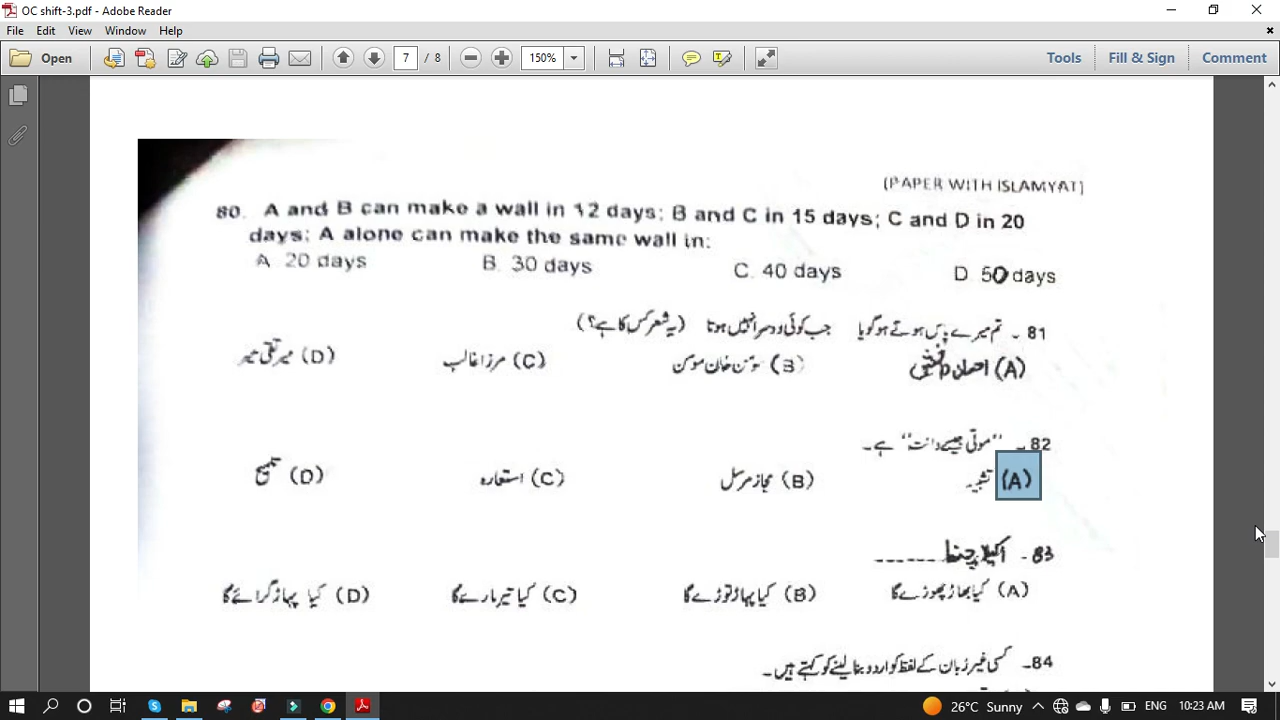 OC shift-3.pdf - Adobe Reader
File Edit View Window Help
Open 7 / 8 150% Tools Fill & Sign Comment
(PAPER WITH ISLAMYAT]
80. A and B can make a wall in 12 days; B and C in 15 days; C and D in 20
days; A alone can make the same wall in:
A. 20 days B. 30 days C. 40 days D. 50 days
81 ـ تم میرے پاس ہوتے ہو گویا جب کوئی دوسرا نہیں ہوتا (یہ شعر کس کا ہے؟)
(A) احسان (B) مومن خان مومن (C) مرزا غالب (D) میر تقی میر
82ـ ”موتی جیسے دانت“ ہے۔
(A) تشبیہ (B) مجاز مرسل (C) استعارہ (D) تلمیح
83 ـ اکیلا چنا ------
(A) کیا بھاڑ پھوڑے گا (B) کیا پہاڑ توڑے گا (C) کیا تیر مارے گا (D) کیا پہاڑ گرائے گا
84ـ کسی غیر زبان کے لفظ کو اردو بنا لینے کو کہتے ہیں۔
26°C Sunny ENG 10:23 AM